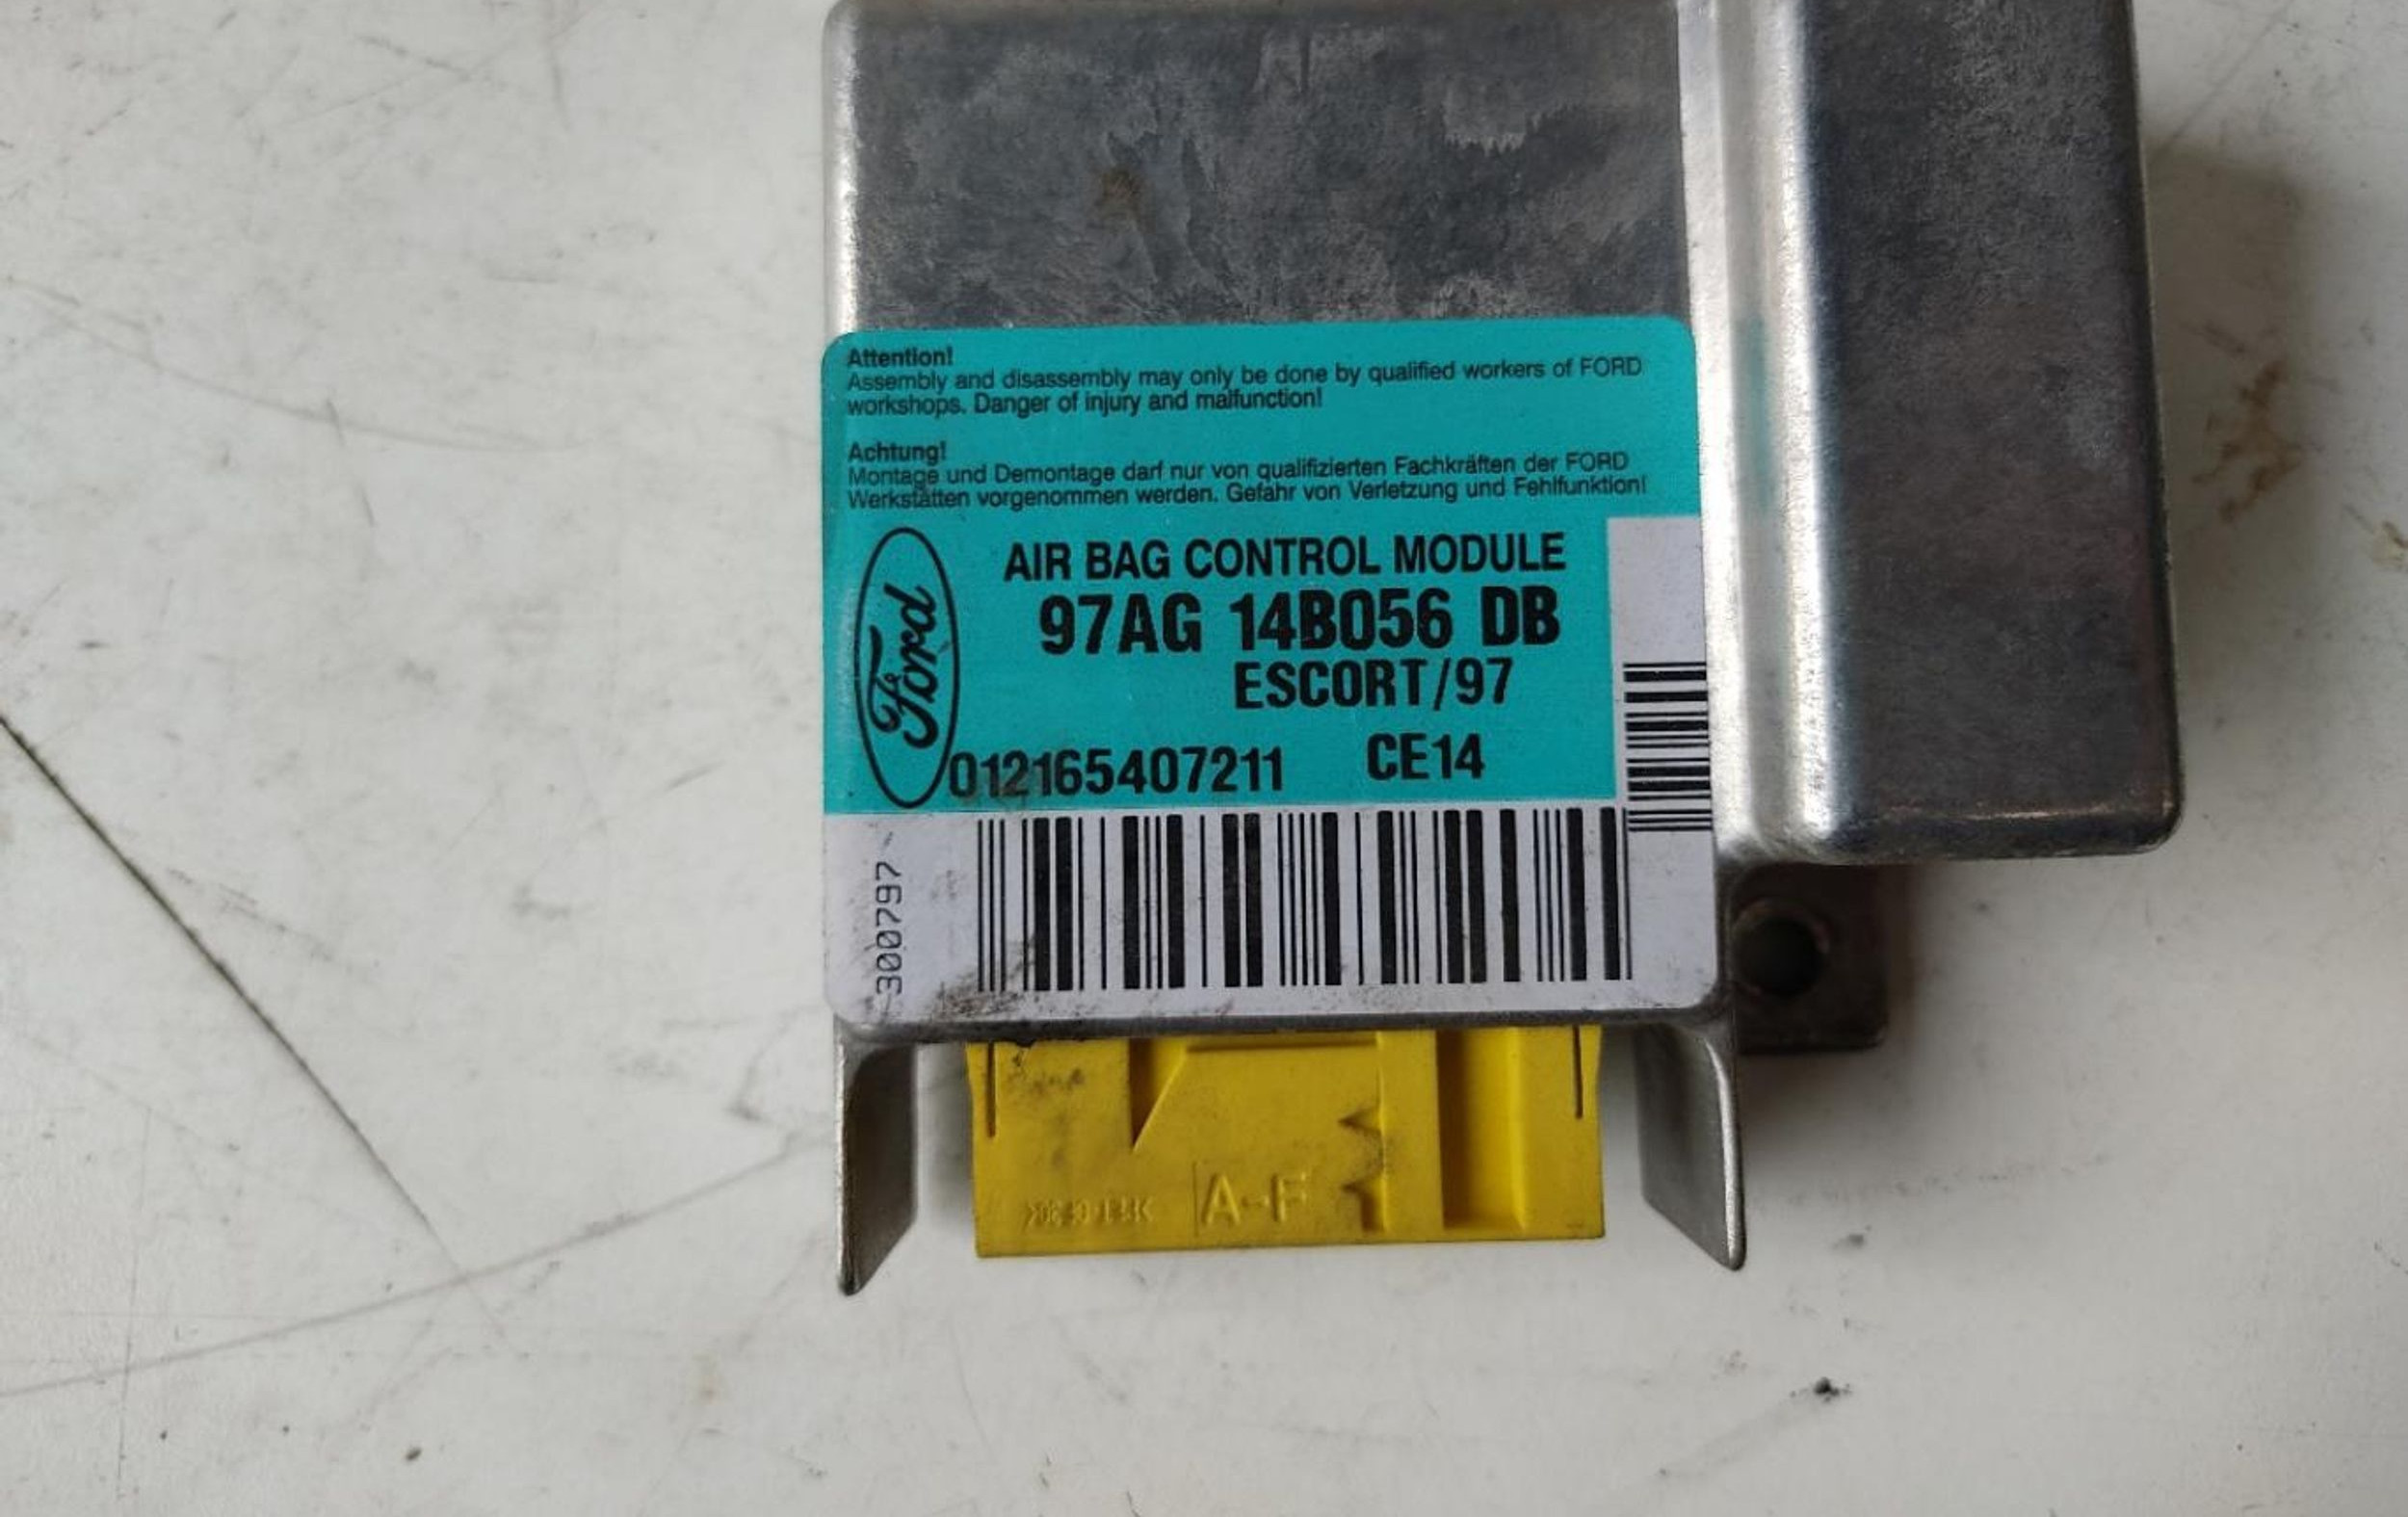 Attention!
Assembly and disassembly may only be done by qualified workers of FORD
workshops. Danger of injury and malfunction!
Achtung!
Montage und Demontage darf nur von qualifizierten Fachkräften der FORD
Werkstätten vorgenommen werden. Gefahr von Verletzung und Fehlfunktion!
Ford
AIR BAG CONTROL MODULE
97AG 14B056 DB
ESCORT/97
012165407211 CE14
300797
A-F